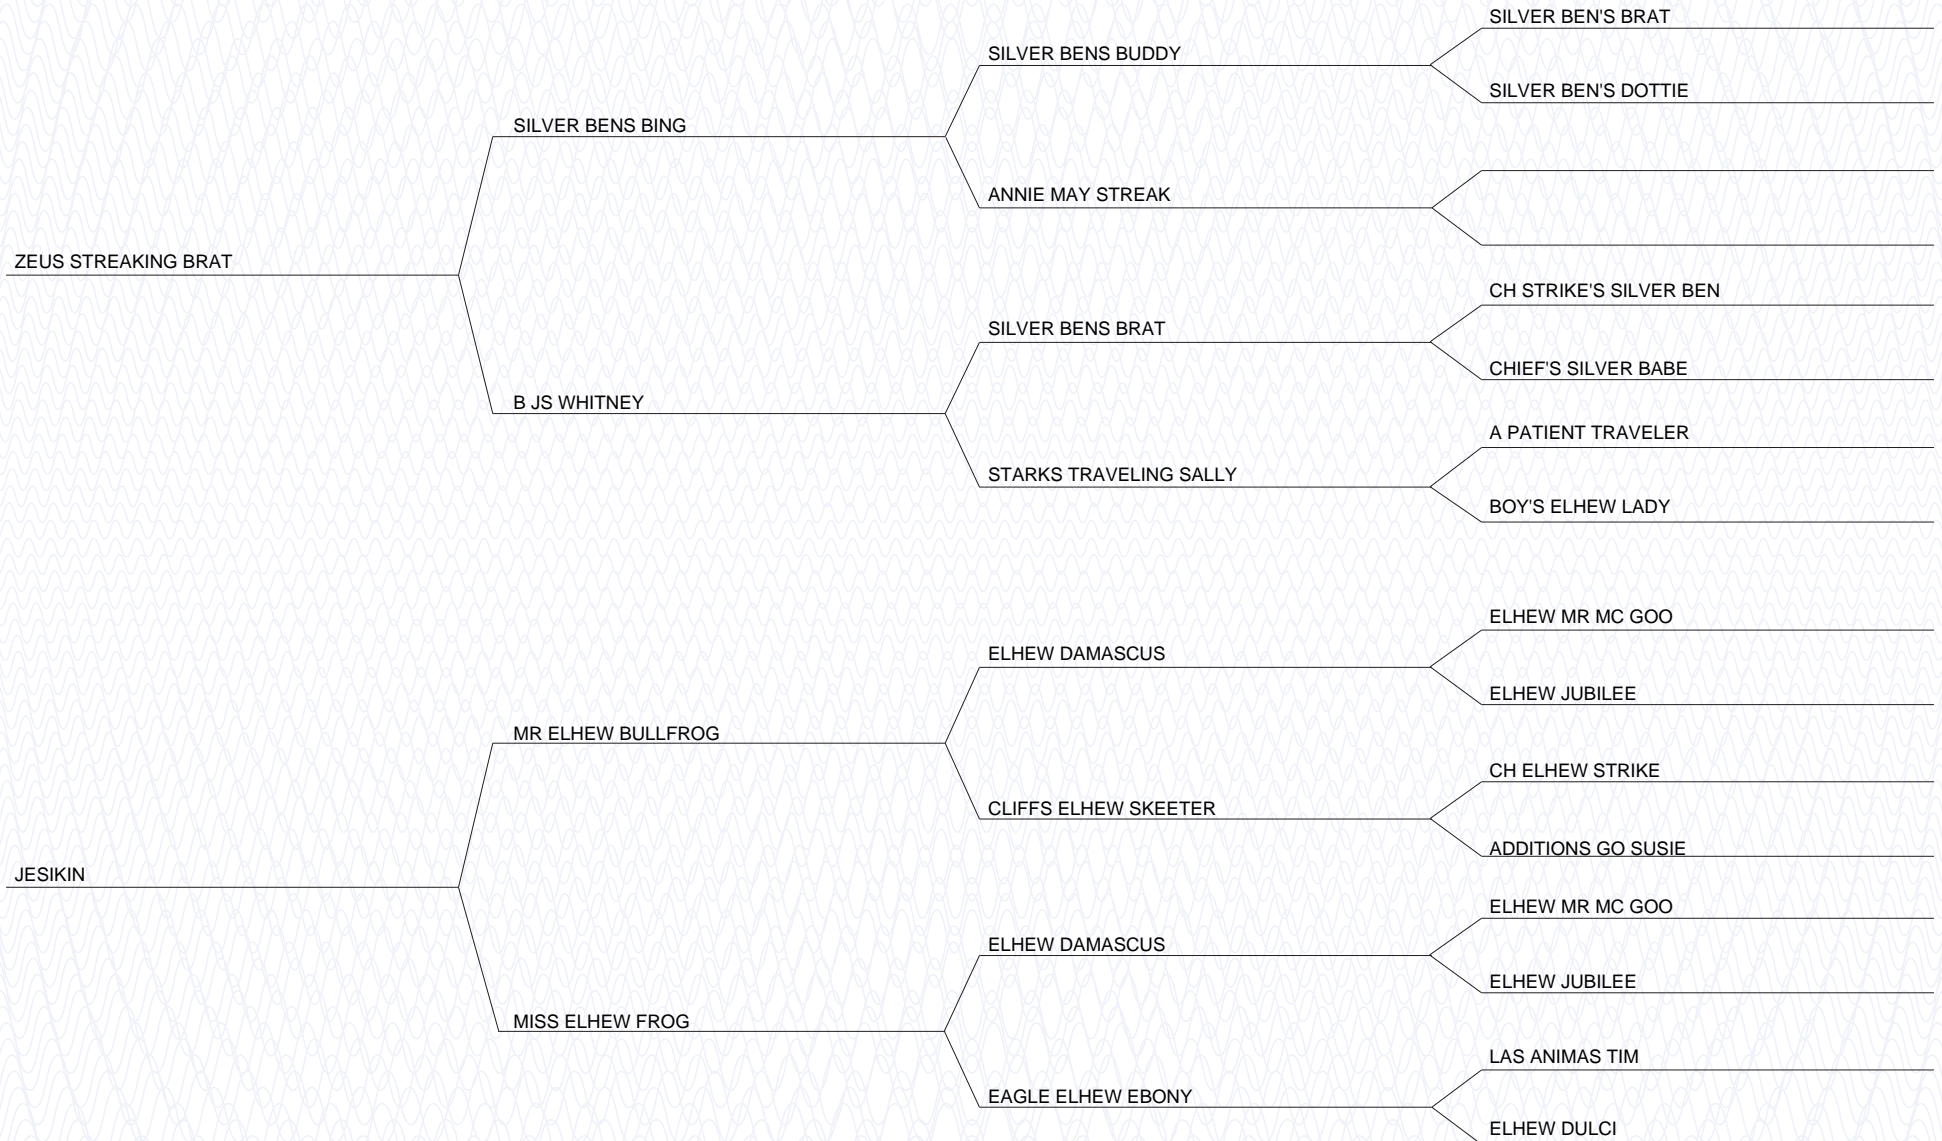 SILVER BEN'S BRAT
SILVER BENS BUDDY
SILVER BEN'S DOTTIE
SILVER BENS BING
ANNIE MAY STREAK
ZEUS STREAKING BRAT
CH STRIKE'S SILVER BEN
SILVER BENS BRAT
CHIEF'S SILVER BABE
B JS WHITNEY
A PATIENT TRAVELER
STARKS TRAVELING SALLY
BOY'S ELHEW LADY
ELHEW MR MC GOO
ELHEW DAMASCUS
ELHEW JUBILEE
MR ELHEW BULLFROG
CH ELHEW STRIKE
CLIFFS ELHEW SKEETER
ADDITIONS GO SUSIE
JESIKIN
ELHEW MR MC GOO
ELHEW DAMASCUS
ELHEW JUBILEE
MISS ELHEW FROG
LAS ANIMAS TIM
EAGLE ELHEW EBONY
ELHEW DULCI